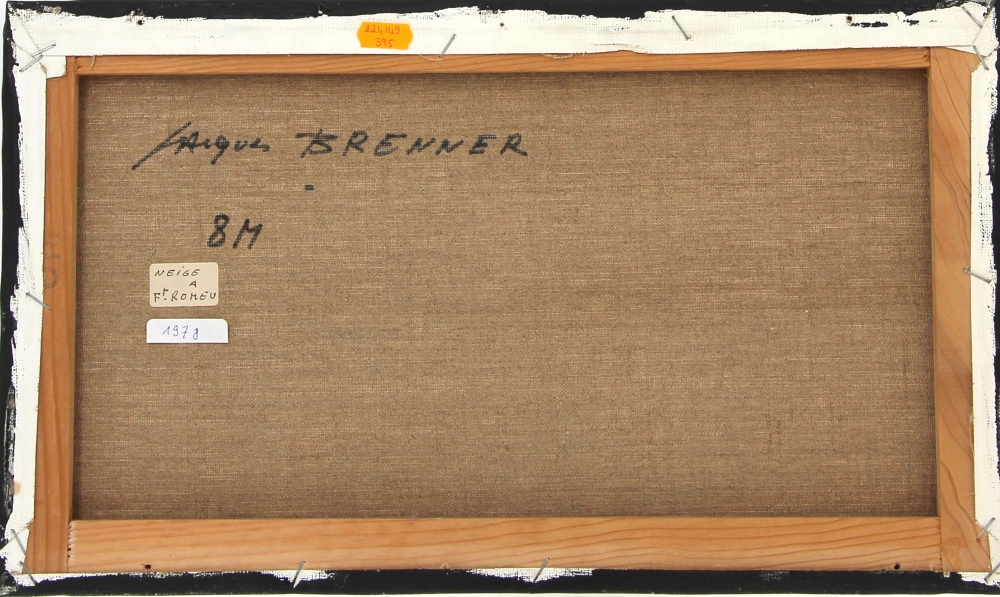 224149
395
Jacques BRENNER
8M
NEIGE
A
Ft ROMEU
1978